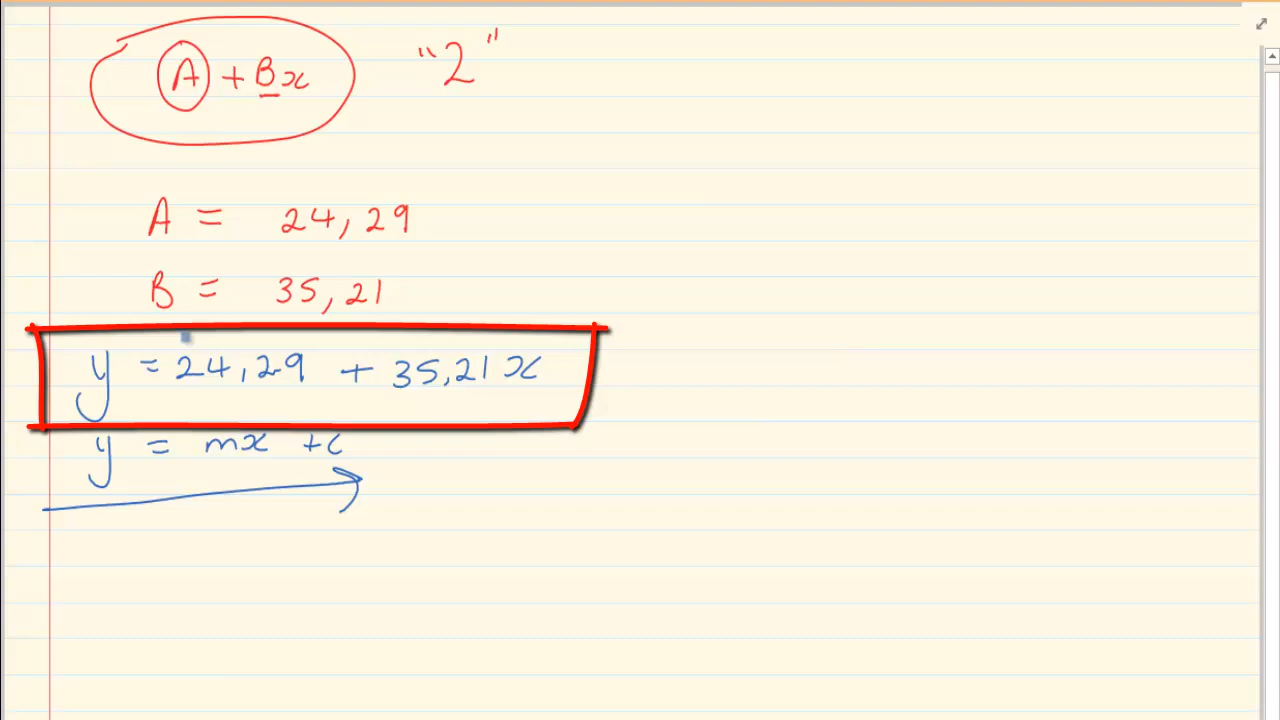 A + Bx "2"
A = 24,29
B = 35,21
y = 24,29 + 35,21x
y = mx + c